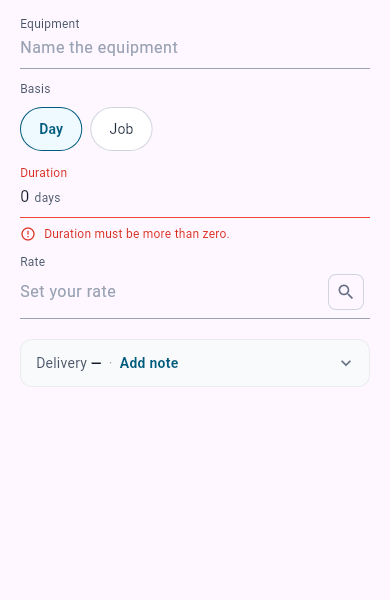 Equipment
Name the equipment
Basis
Day Job
Duration
0 days
Duration must be more than zero.
Rate
Set your rate
Delivery — · Add note